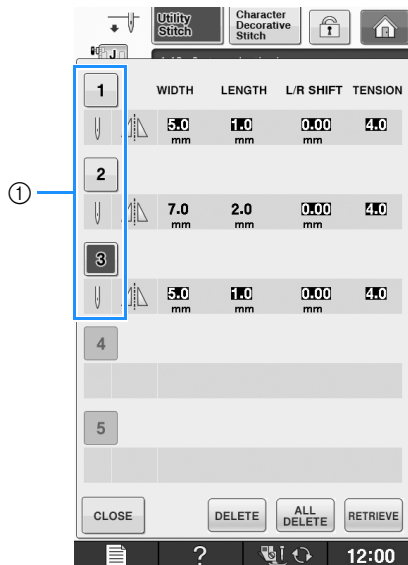 Utility Stitch
Character Decorative Stitch
J
1
WIDTH LENGTH L/R SHIFT TENSION
5.0 mm 1.0 mm 0.00 mm 4.0
2
①
7.0 mm 2.0 mm 0.00 mm 4.0
3
5.0 mm 1.0 mm 0.00 mm 4.0
4
5
CLOSE DELETE ALL DELETE RETRIEVE
? 12:00